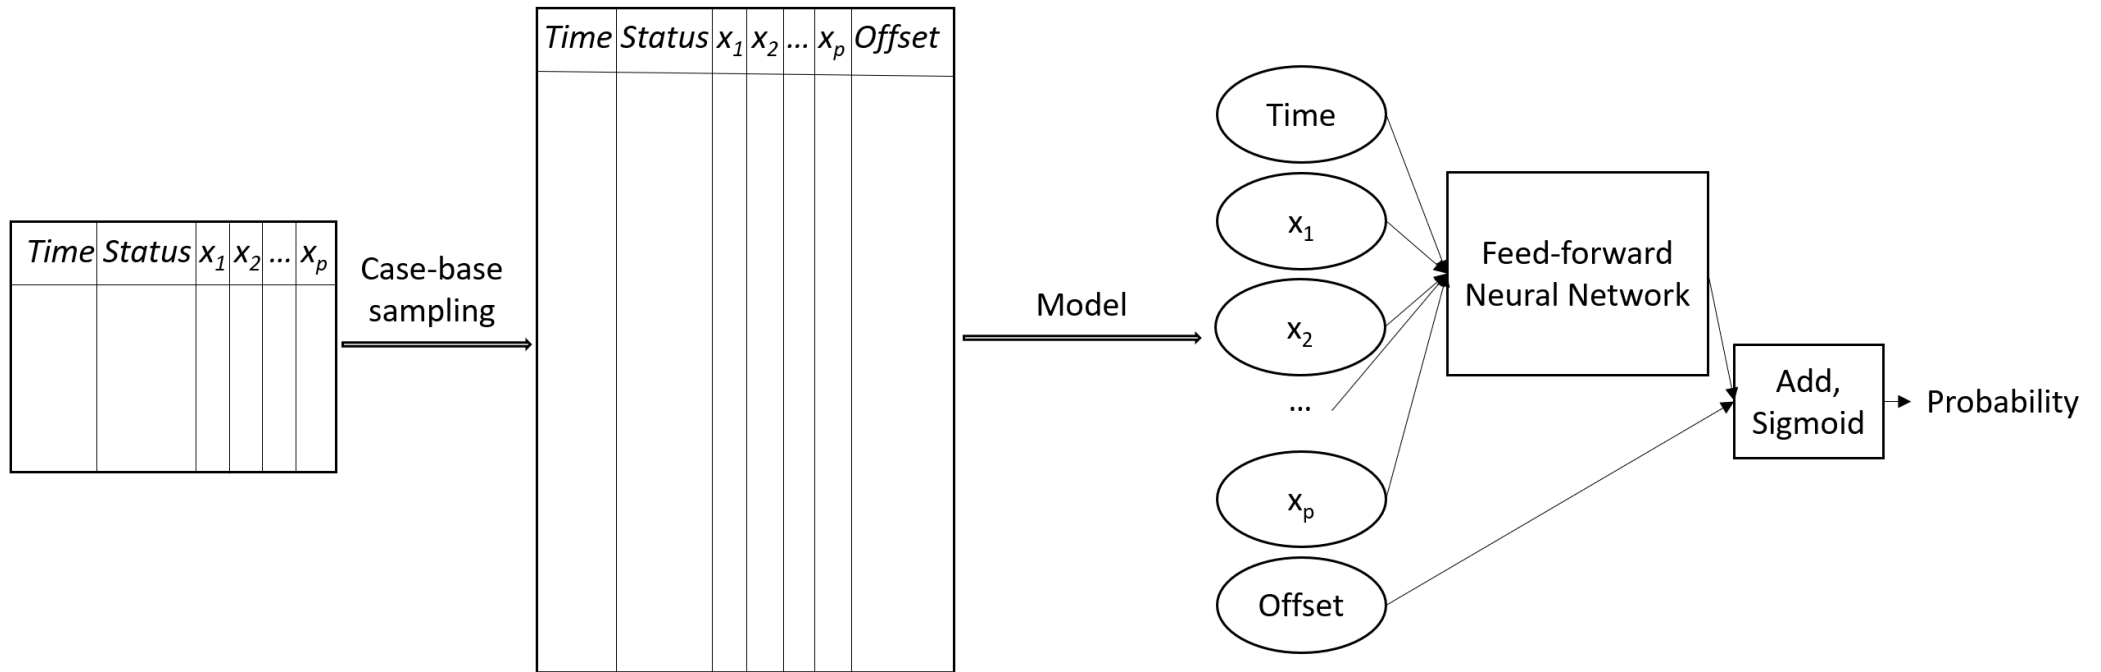 Time Status x1 x2 ... xp
Case-base
sampling
Time Status x1 x2 ... xp Offset
Model
Time
x1
x2
...
xp
Offset
Feed-forward
Neural Network
Add,
Sigmoid
Probability